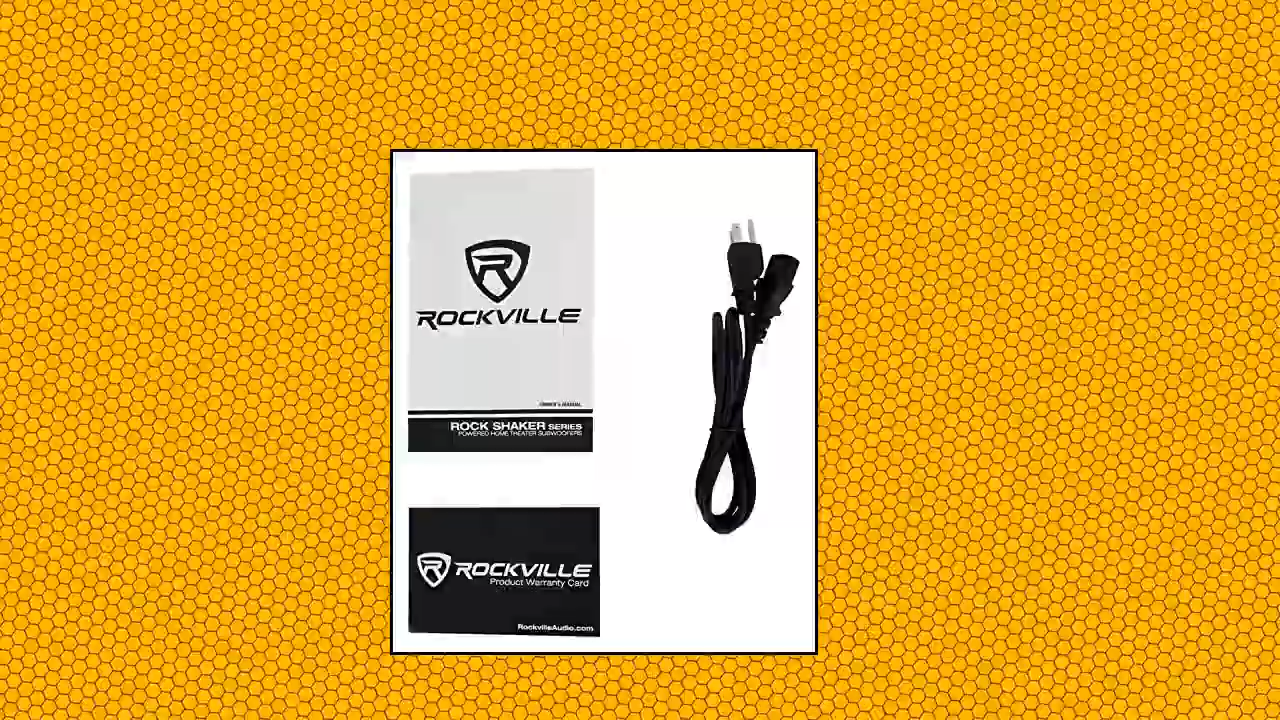 ROCKVILLE
OWNER'S MANUAL
ROCK SHAKER SERIES
POWERED HOME THEATER SUBWOOFERS
ROCKVILLE
Product Warranty Card
RockvilleAudio.com